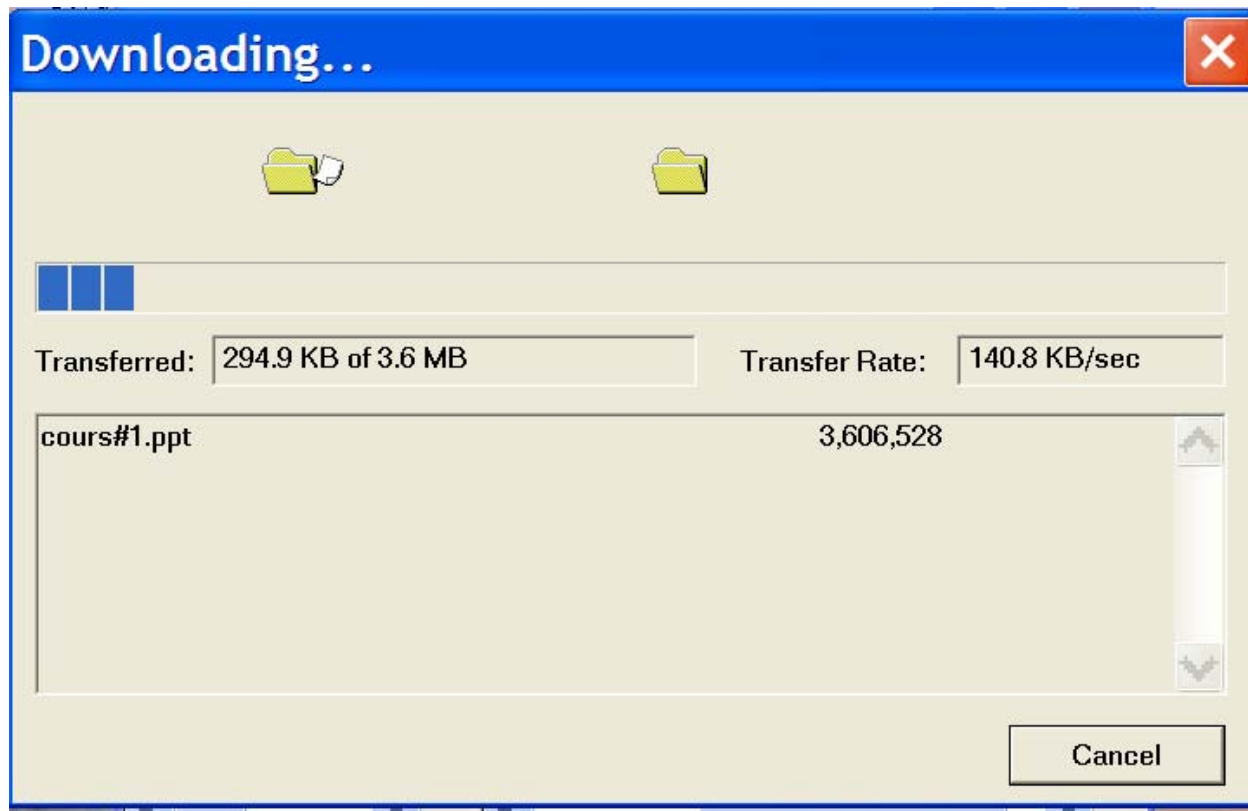 Downloading...
Transferred: 294.9 KB of 3.6 MB Transfer Rate: 140.8 KB/sec
cours#1.ppt 3,606,528
Cancel